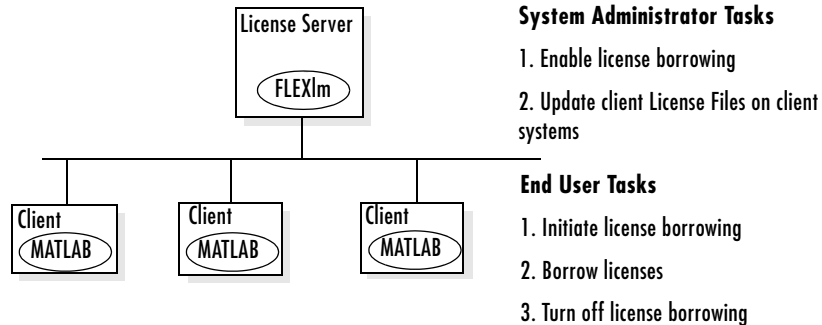 License Server
FLEXlm
Client
MATLAB
Client
MATLAB
Client
MATLAB
System Administrator Tasks
1. Enable license borrowing
2. Update client License Files on client
systems
End User Tasks
1. Initiate license borrowing
2. Borrow licenses
3. Turn off license borrowing